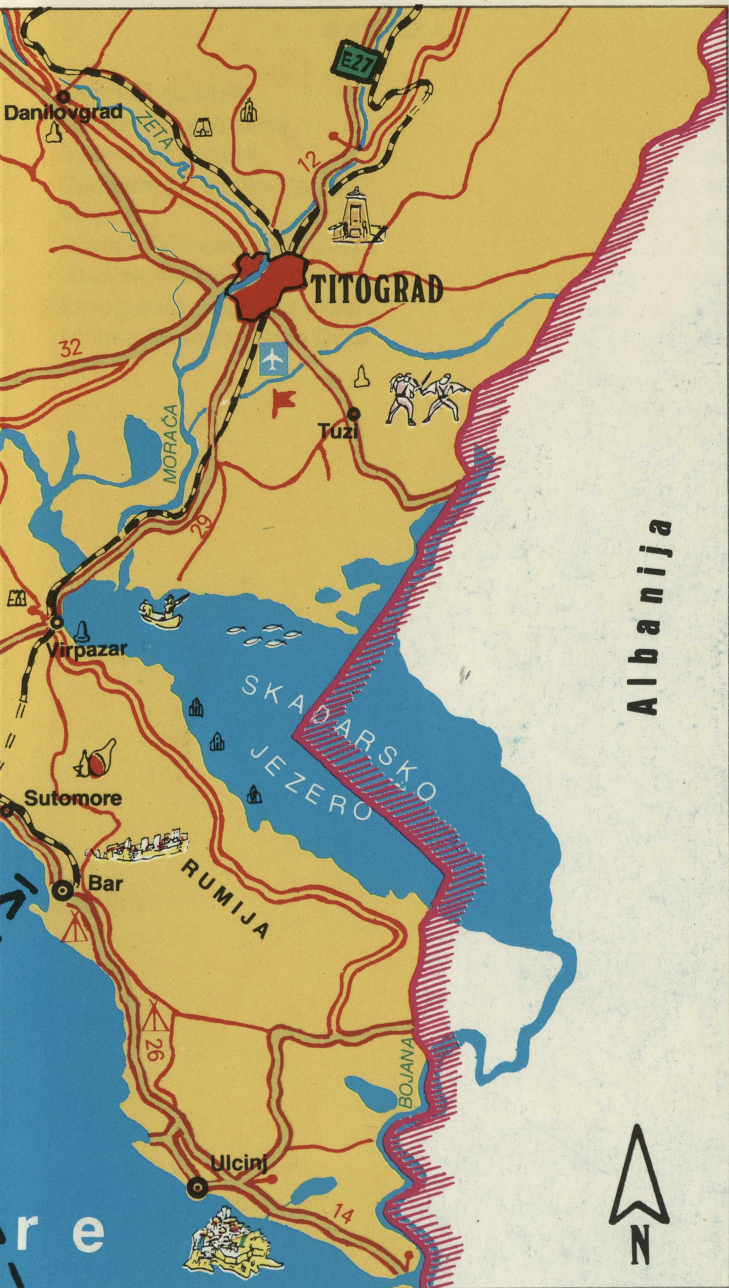 E27
Danilovgrad
ZETA
12
TITOGRAD
32
Tuzi
MORAČA
29
Albanija
Virpazar
SKADARSKO
JEZERO
Sutomore
Bar
RUMIJA
26
BOJANA
Ulcinj
14
re
N